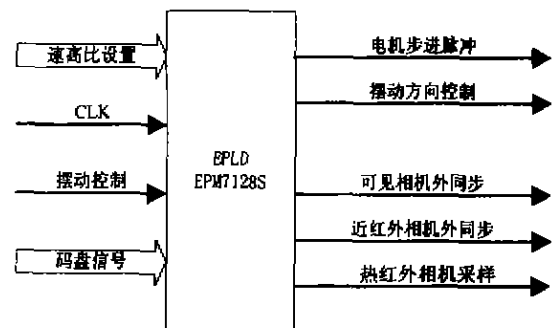 速高比设置
CLK
摆动控制
码盘信号
EPLD
EPM7128S
电机步进脉冲
摆动方向控制
可见相机外同步
近红外相机外同步
热红外相机采样